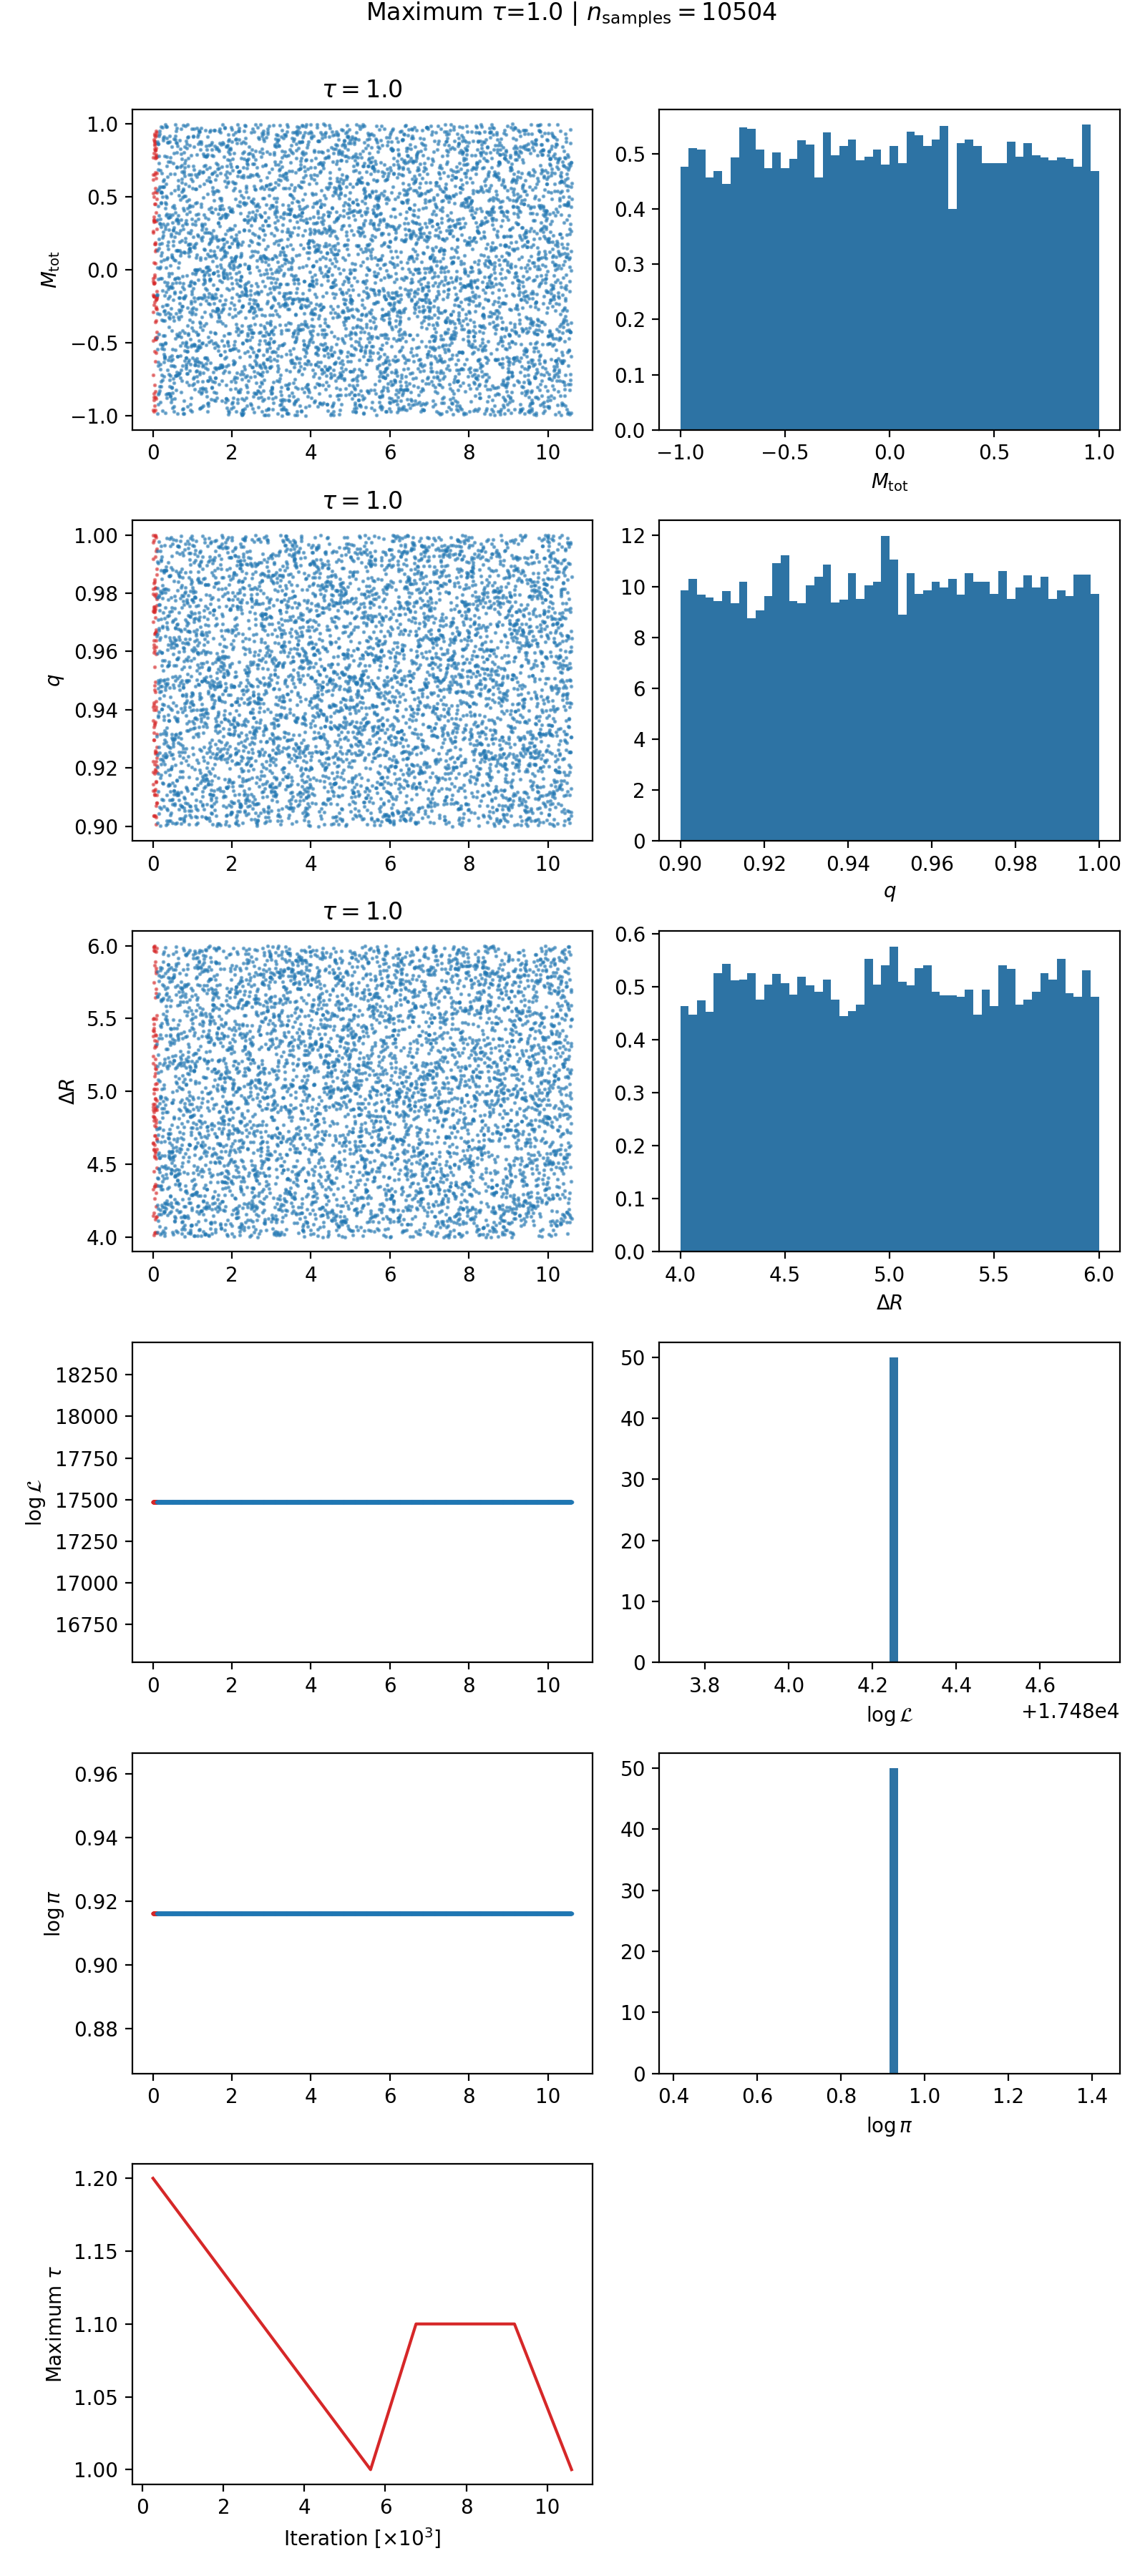 Maximum τ=1.0 | n_samples = 10504
τ = 1.0
1.0
0.5
0.0
−0.5
−1.0
M_tot
0 2 4 6 8 10
0.5
0.4
0.3
0.2
0.1
0.0
−1.0 −0.5 0.0 0.5 1.0
M_tot
τ = 1.0
1.00
0.98
0.96
0.94
0.92
0.90
q
0 2 4 6 8 10
12
10
8
6
4
2
0
0.90 0.92 0.94 0.96 0.98 1.00
q
τ = 1.0
6.0
5.5
5.0
4.5
4.0
ΔR
0 2 4 6 8 10
0.6
0.5
0.4
0.3
0.2
0.1
0.0
4.0 4.5 5.0 5.5 6.0
ΔR
18250
18000
17750
17500
17250
17000
16750
log ℒ
0 2 4 6 8 10
50
40
30
20
10
0
3.8 4.0 4.2 4.4 4.6
+1.748e4
log ℒ
0.96
0.94
0.92
0.90
0.88
log π
0 2 4 6 8 10
50
40
30
20
10
0
0.4 0.6 0.8 1.0 1.2 1.4
log π
1.20
1.15
1.10
1.05
1.00
Maximum τ
0 2 4 6 8 10
Iteration [×10³]